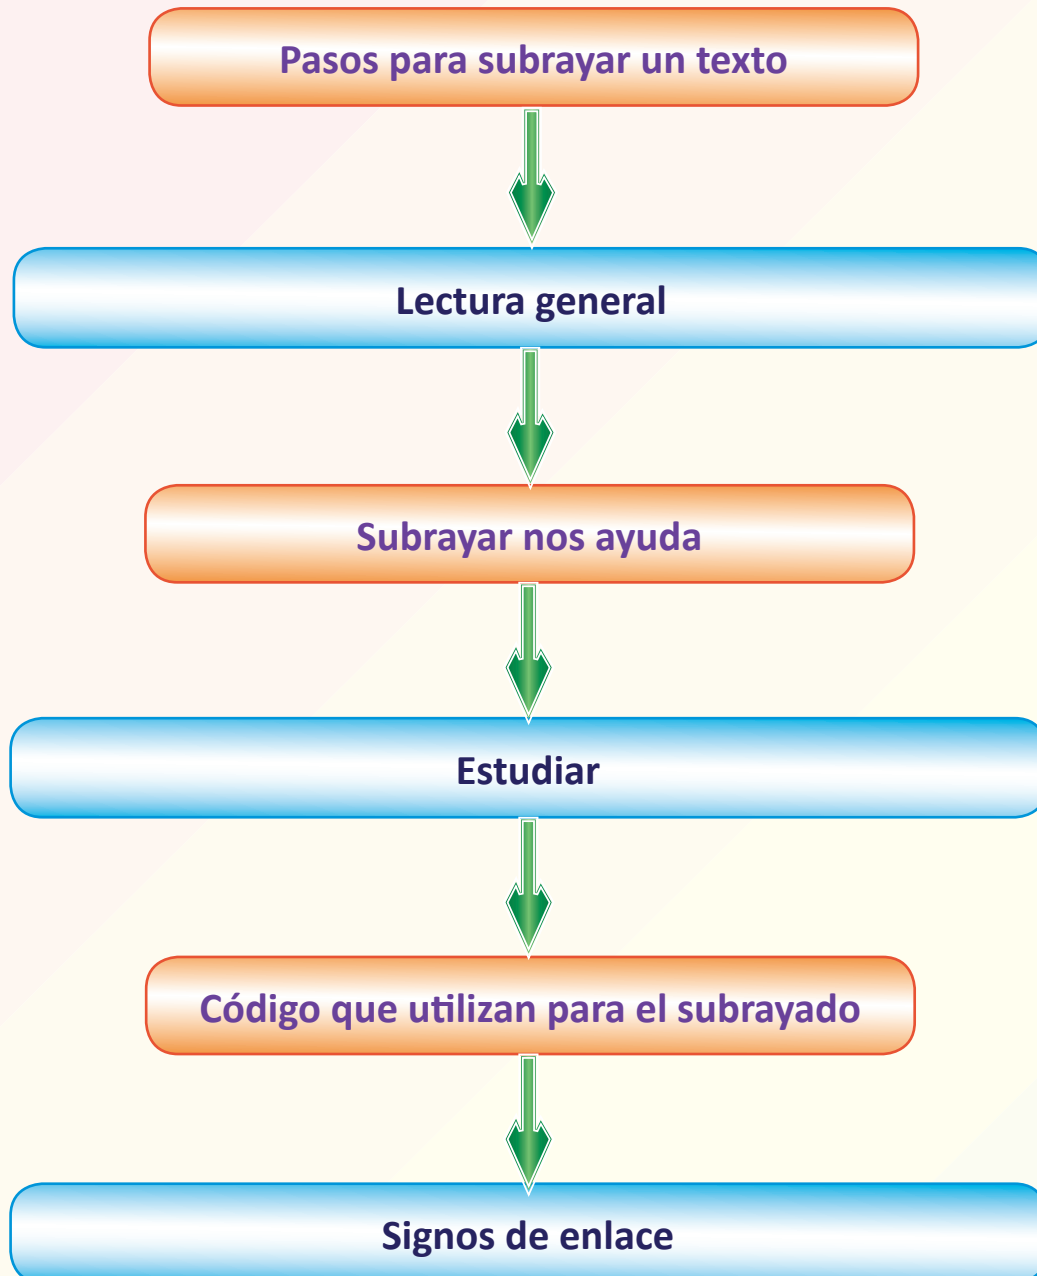 Pasos para subrayar un texto
Lectura general
Subrayar nos ayuda
Estudiar
Código que utilizan para el subrayado
Signos de enlace